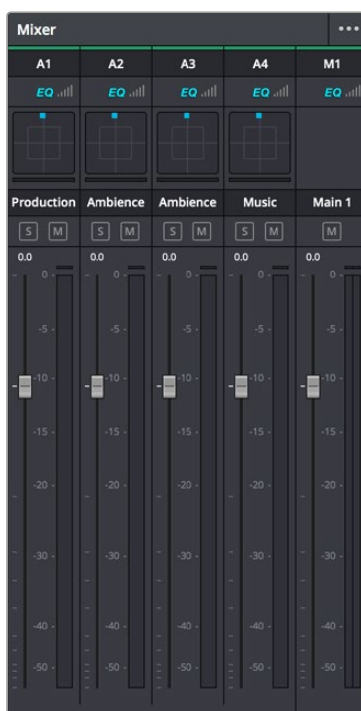 Mixer
A1 A2 A3 A4 M1
EQ EQ EQ EQ EQ
Production Ambience Ambience Music Main 1
S M S M S M S M M
0.0 0.0 0.0 0.0 0.0
0 0 0 0 0
-5 -5 -5 -5 -5
-10 -10 -10 -10 -10
-15 -15 -15 -15 -15
-20 -20 -20 -20 -20
-30 -30 -30 -30 -30
-40 -40 -40 -40 -40
-50 -50 -50 -50 -50